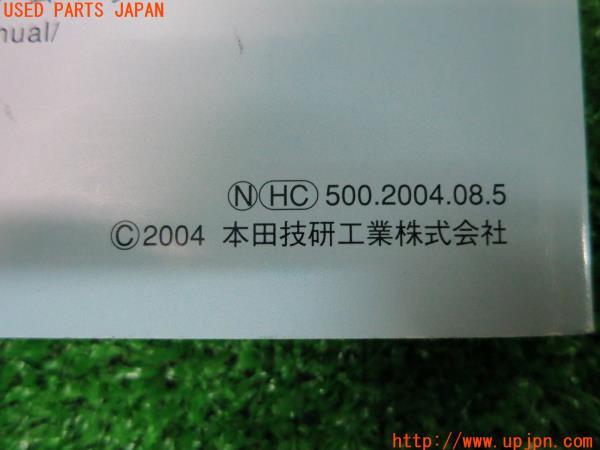 USED PARTS JAPAN
nual/
Ⓝ HC 500.2004.08.5
©2004 本田技研工業株式会社
http://www.upjpn.com